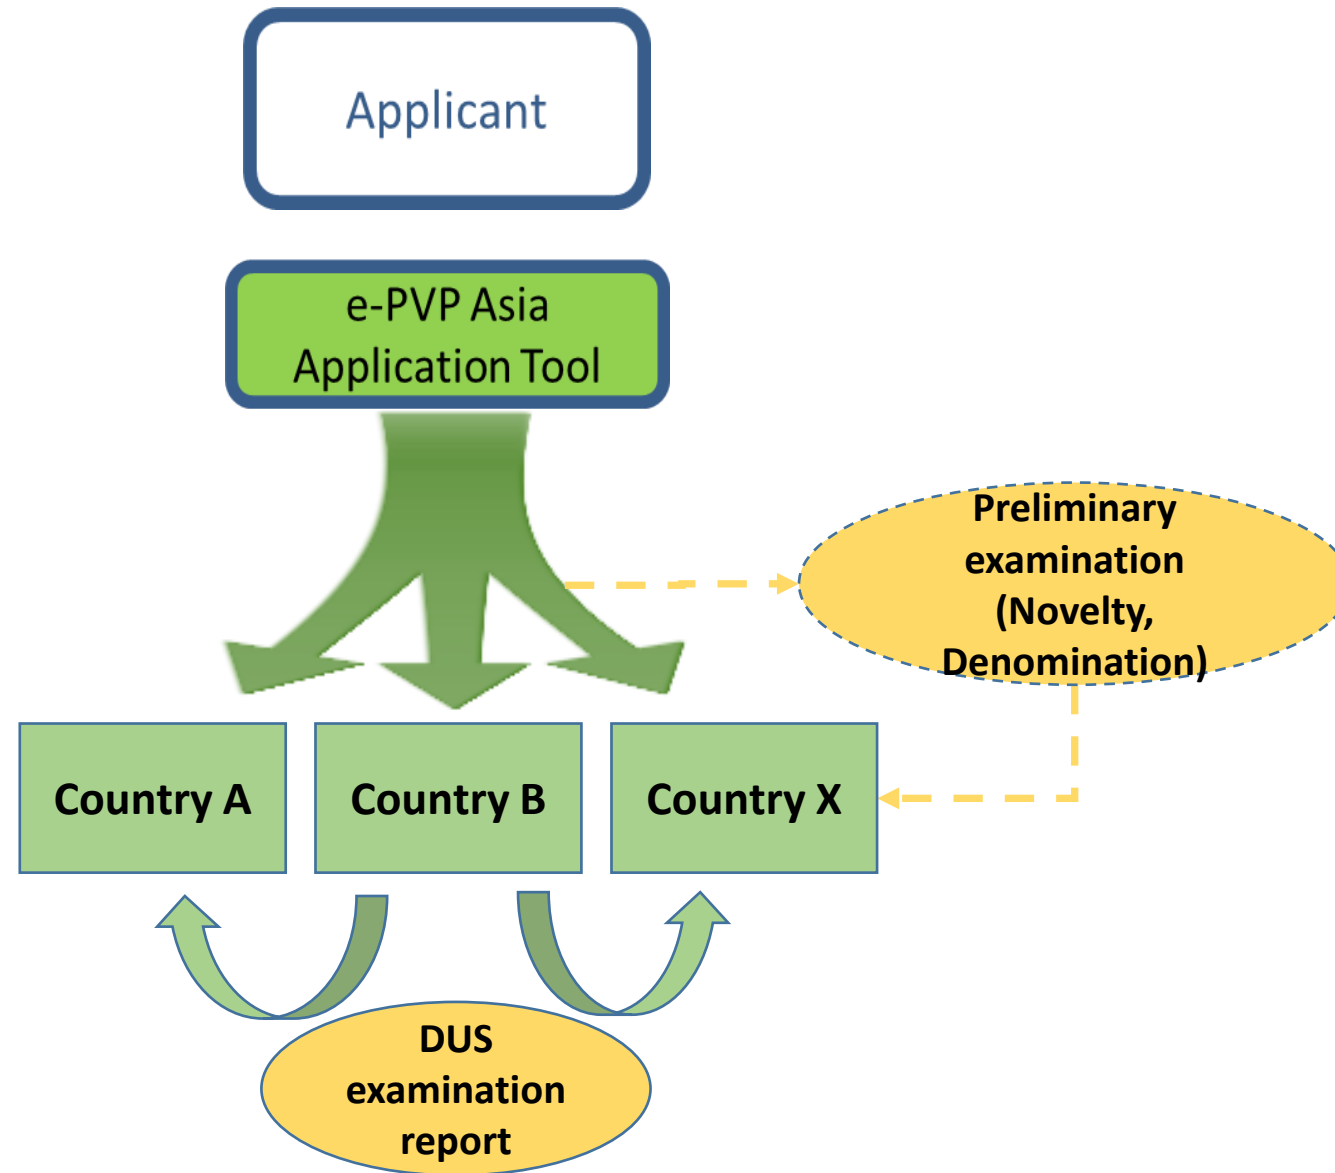 Applicant
e-PVP Asia
Application Tool
Preliminary
examination
(Novelty,
Denomination)
Country A
Country B
Country X
DUS
examination
report